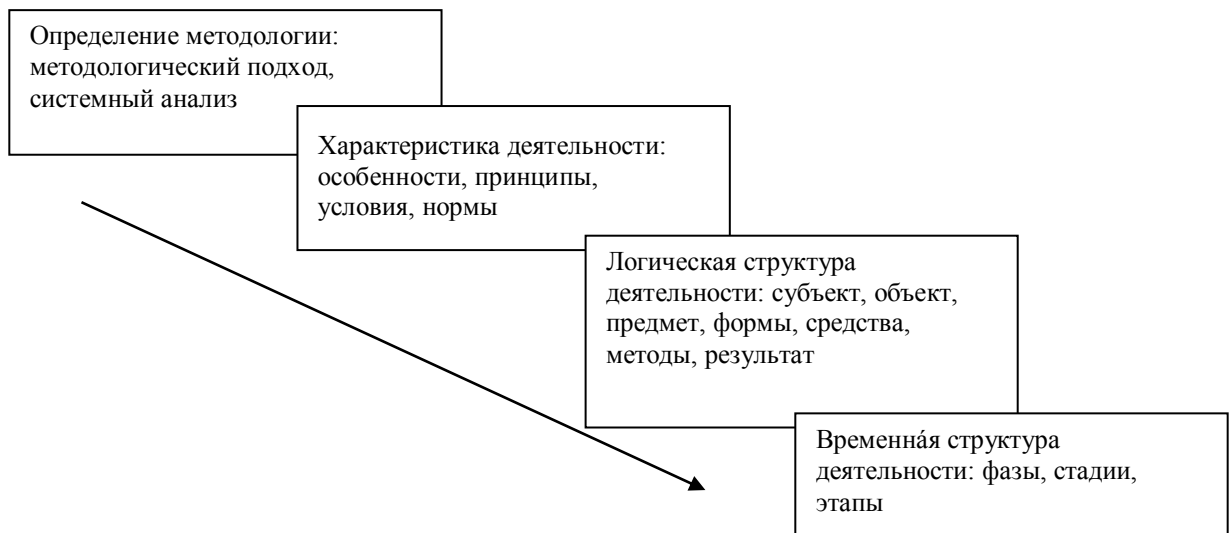 Определение методологии:
методологический подход,
системный анализ
Характеристика деятельности:
особенности, принципы,
условия, нормы
Логическая структура
деятельности: субъект, объект,
предмет, формы, средства,
методы, результат
Временна́я структура
деятельности: фазы, стадии,
этапы